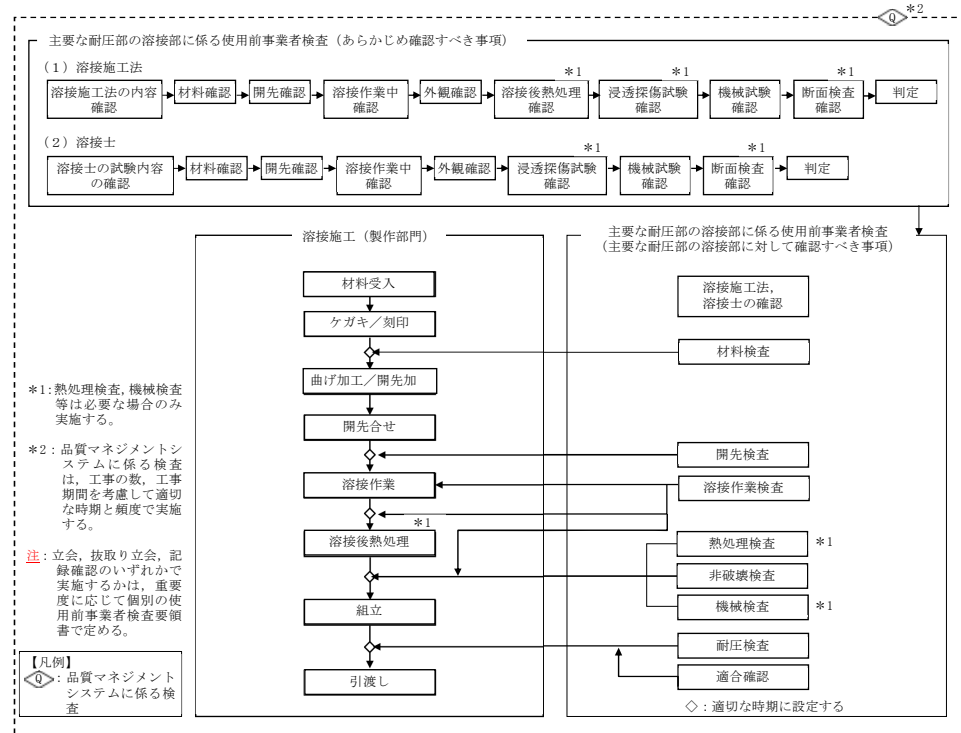 Q *2
主要な耐圧部の溶接部に係る使用前事業者検査（あらかじめ確認すべき事項）
（１）溶接施工法
*1 *1 *1
溶接施工法の内容
確認
材料確認
開先確認
溶接作業中
確認
外観確認
溶接後熱処理
確認
浸透探傷試験
確認
機械試験
確認
断面検査
確認
判定
（２）溶接士
*1 *1
溶接士の試験内容
の確認
材料確認
開先確認
溶接作業中
確認
外観確認
浸透探傷試験
確認
機械試験
確認
断面検査
確認
判定
溶接施工（製作部門）
材料受入
ケガキ／刻印
曲げ加工／開先加
開先合せ
溶接作業
*1
溶接後熱処理
組立
引渡し
主要な耐圧部の溶接部に係る使用前事業者検査
（主要な耐圧部の溶接部に対して確認すべき事項）
溶接施工法，
溶接士の確認
材料検査
開先検査
溶接作業検査
熱処理検査 *1
非破壊検査
機械検査 *1
耐圧検査
適合確認
◇：適切な時期に設定する
*1：熱処理検査，機械検査
等は必要な場合のみ
実施する。
*2：品質マネジメントシ
ステムに係る検査
は，工事の数，工事
期間を考慮して適切
な時期と頻度で実施
する。
注：立会，抜取り立会，記
録確認のいずれかで
実施するかは，重要
度に応じて個別の使
用前事業者検査要領
書で定める。
【凡例】
Q：品質マネジメント
システムに係る検
査